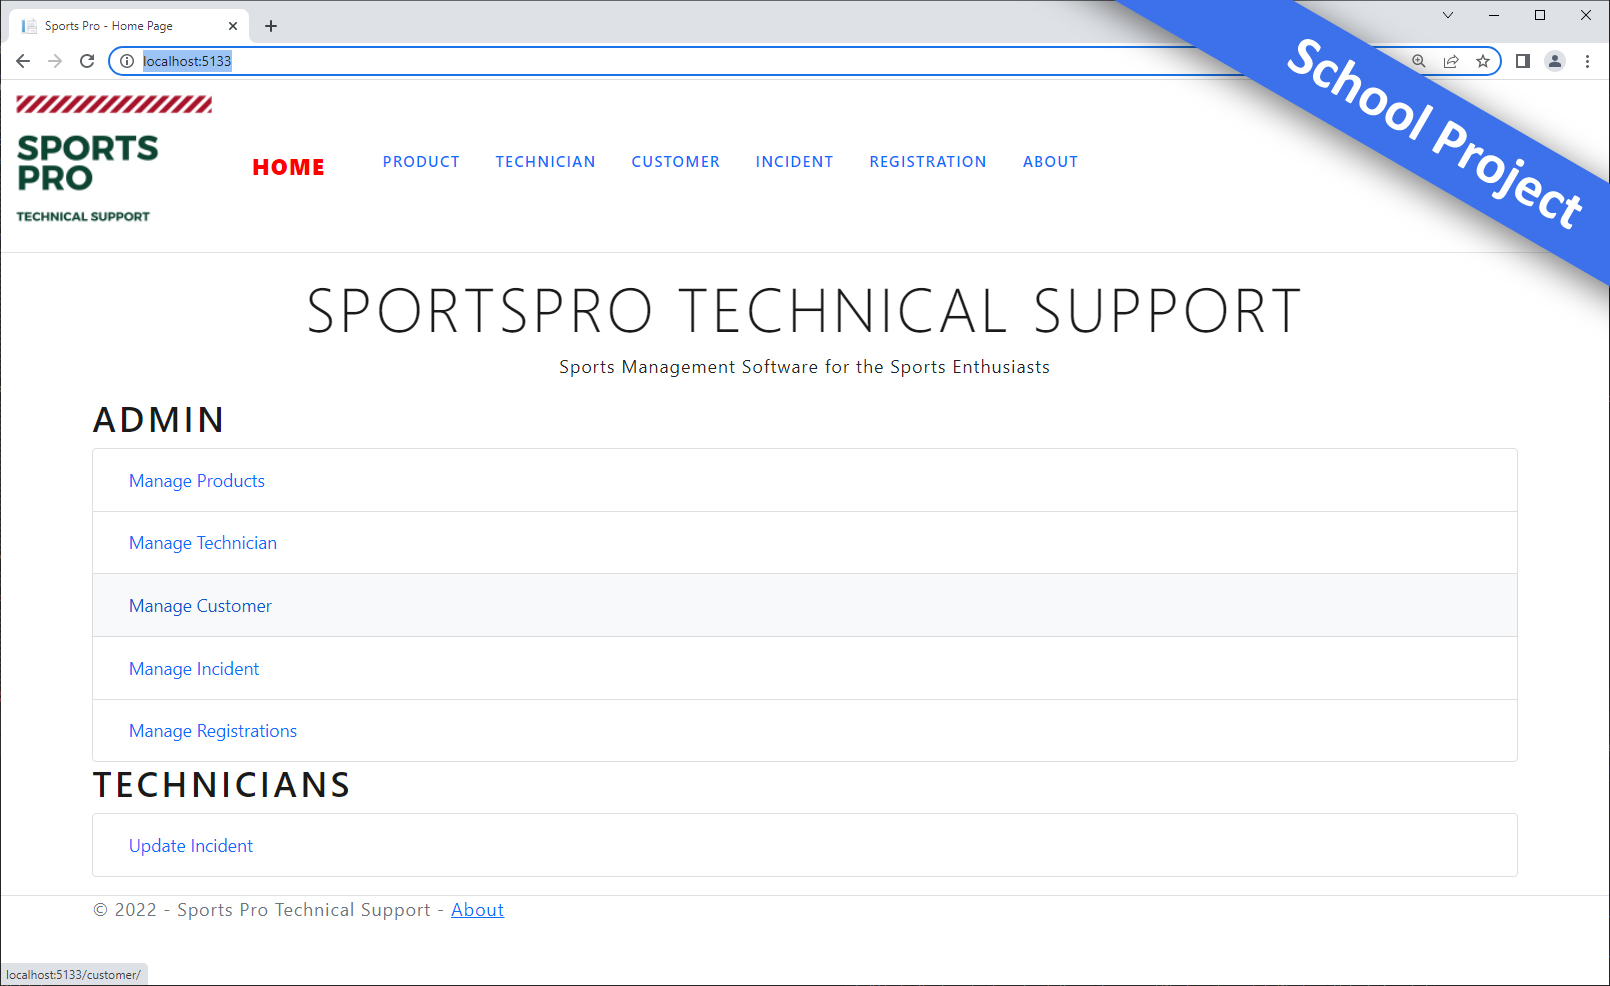 Sports Pro - Home Page
localhost:5133
School Project
SPORTS
PRO
TECHNICAL SUPPORT
HOME PRODUCT TECHNICIAN CUSTOMER INCIDENT REGISTRATION ABOUT
SPORTSPRO TECHNICAL SUPPORT
Sports Management Software for the Sports Enthusiasts
ADMIN
Manage Products
Manage Technician
Manage Customer
Manage Incident
Manage Registrations
TECHNICIANS
Update Incident
© 2022 - Sports Pro Technical Support - About
localhost:5133/customer/